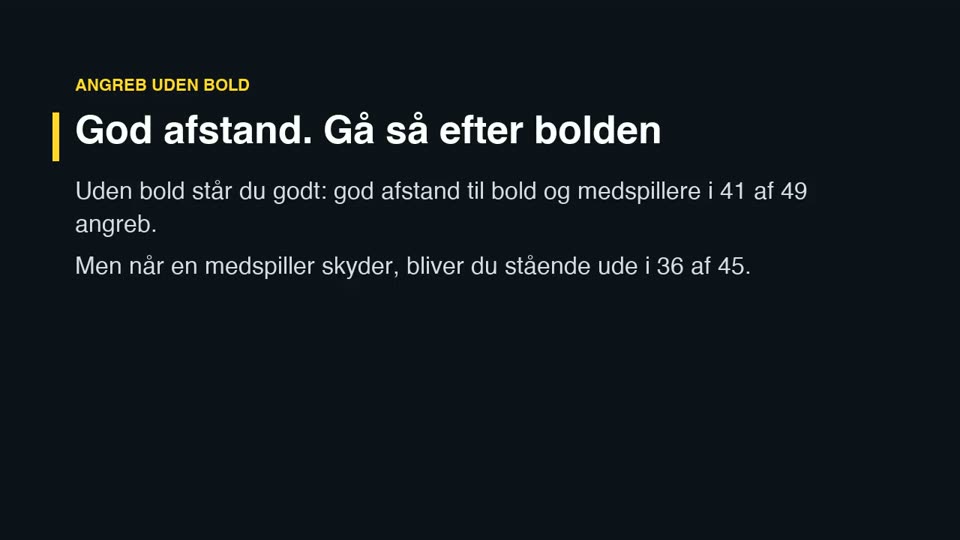 ANGREB UDEN BOLD
God afstand. Gå så efter bolden
Uden bold står du godt: god afstand til bold og medspillere i 41 af 49
angreb.
Men når en medspiller skyder, bliver du stående ude i 36 af 45.